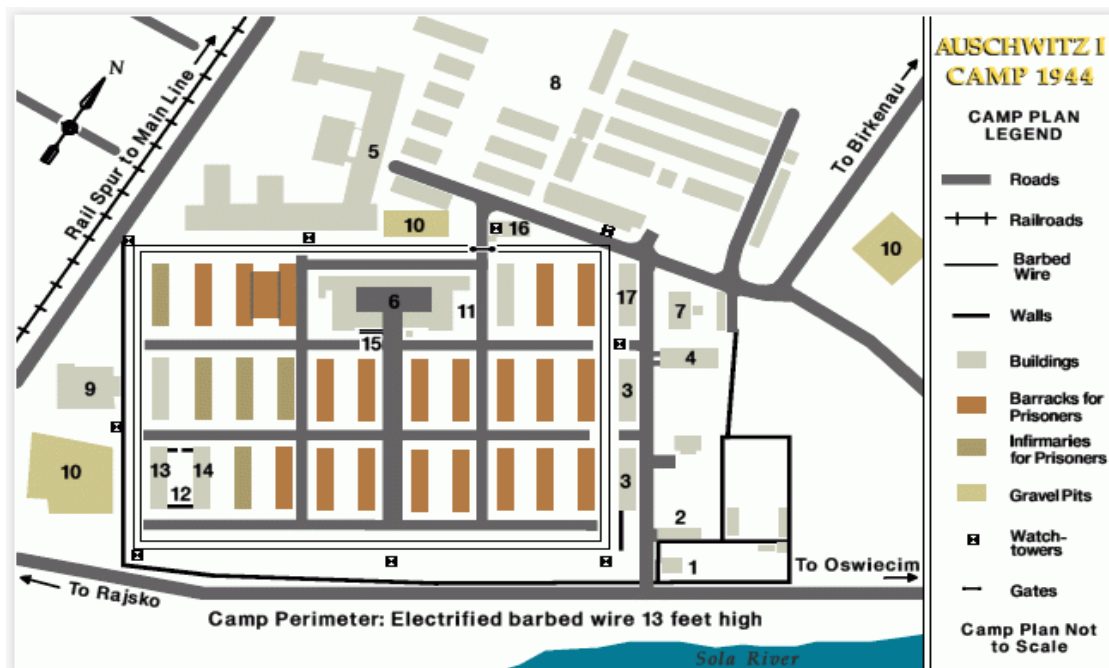 AUSCHWITZ I
CAMP 1944
CAMP PLAN
LEGEND
Roads
Railroads
Barbed
Wire
Walls
Buildings
Barracks for
Prisoners
Infirmaries
for Prisoners
Gravel Pits
Watch-
towers
Gates
Camp Plan Not
to Scale
N
Rail Spur to Main Line
To Birkenau
8
5
10
16
10
6
11
17
7
15
4
9
3
10
13
14
12
3
2
1
To Oswiecim
To Rajsko
Camp Perimeter: Electrified barbed wire 13 feet high
Sola River